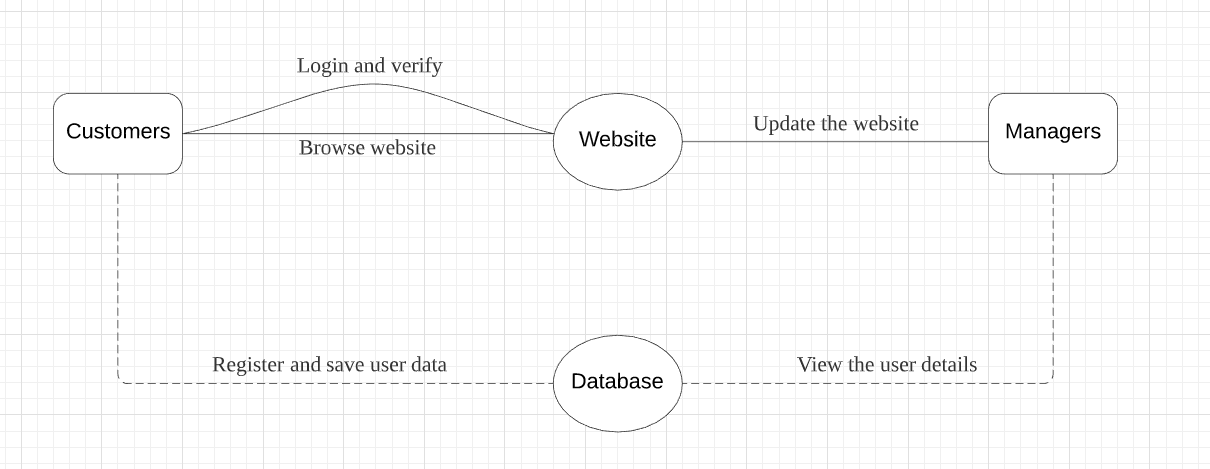 Login and verify
Customers
Browse website
Website
Update the website
Managers
Register and save user data
Database
View the user details